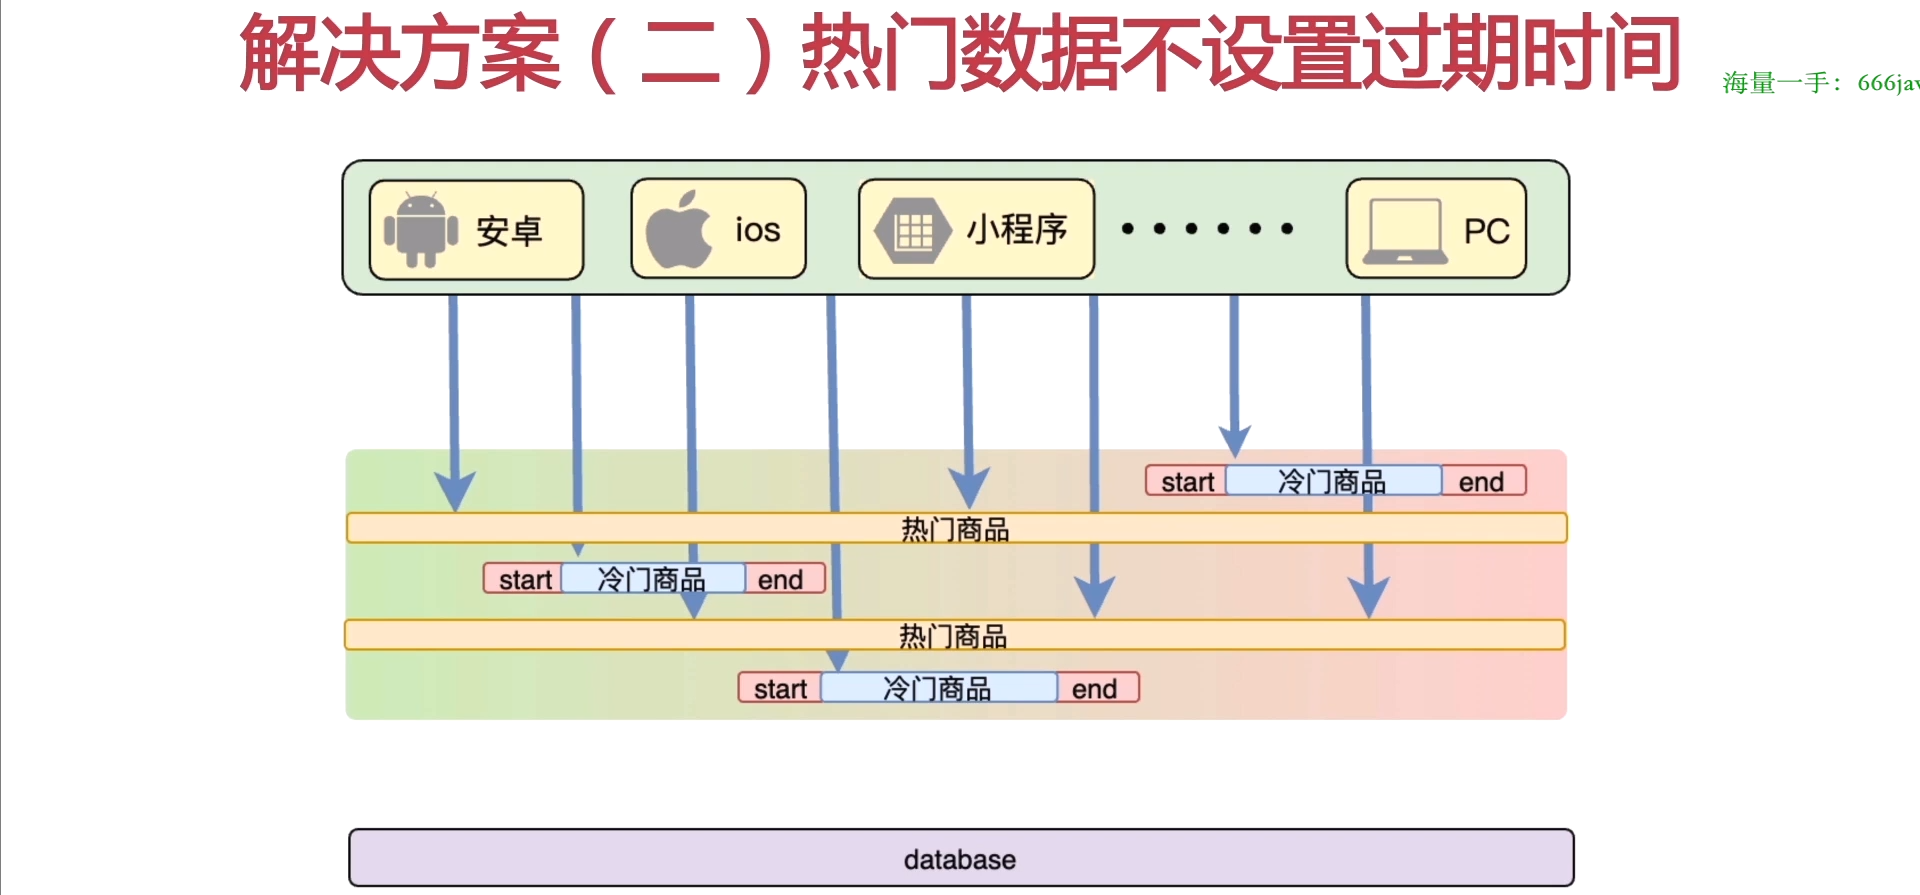 解决方案（二）热门数据不设置过期时间
海量一手：666jav
安卓
ios
小程序
······
PC
start 冷门商品 end
热门商品
start 冷门商品 end
热门商品
start 冷门商品 end
database